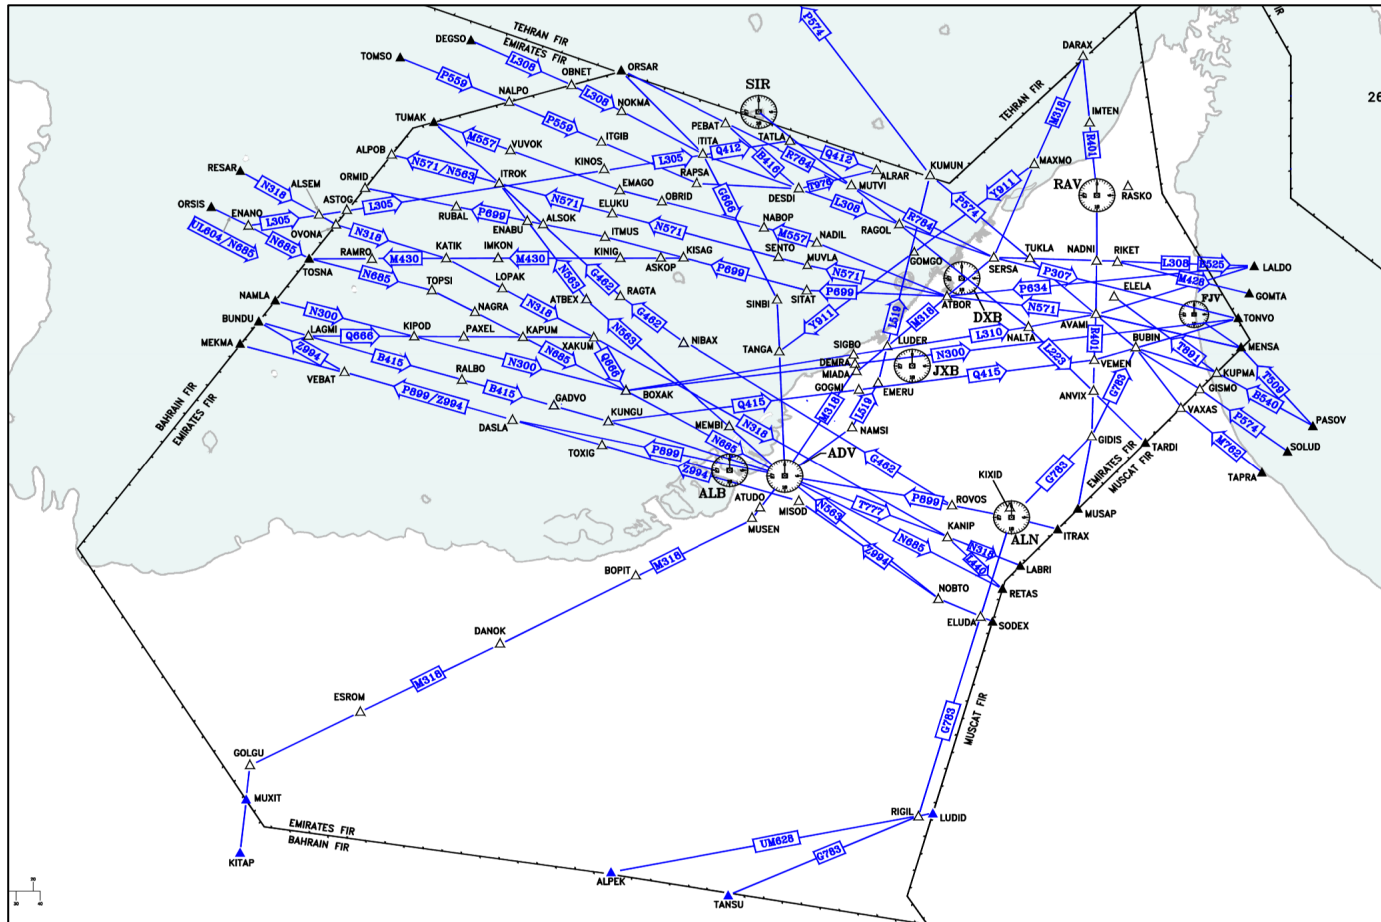 DEGSO
TEHRAN FIR
EMIRATES FIR
P574
FIR
TOMSO
L308
OBNET
ORSAR
DARAX
P559
NALPO
L308
NOKMA
SIR
TEHRAN FIR
M318
26
TUMAK
P559
PEBAT
IMTEN
M557
VUVOK
ITGIB
ITITA
TATLA
R401
ALPOB
N571/N563
KINOS
L305
Q412
B416
R784
Q412
KUMUN
MAXMO
RESAR
ORMID
ITROK
RAPSA
T976
ALRAR
Y911
RAV
N318
ALSEM
EMAGO
DESDI
MUTVI
RASKO
ORSIS
ASTOG
L305
RUBAL
P699
N571
OBRID
G666
L308
P574
ENANO
L305
ENABU
ALSOK
ELUKU
NABOP
R784
UL604 N685
N685
OVONA
N318
ITMUS
N571
M557
NADIL
RAGOL
RAMRO
M430
KATIK
IMKON
M430
KINIG
ASKOP
KISAG
SENTO
MUVLA
N571
GOMGO
SERSA
TUKLA
NADNI
RIKET
L308
B525
LALDO
TOSNA
N685
TOPSI
LOPAK
N563
G462
P699
P699
P307
P634
M428
GOMTA
NAMLA
N300
NAGRA
N318
ATBEX
RAGTA
SINBI
SITAT
ATBOR
DXB
N571
ELELA
FJV
BUNDU
LAGMI
Q666
KIPOD
PAXEL
KAPUM
G462
N563
Y911
L519
M318
L310
AVAMI
TONVO
MEKMA
Z994
B415
N300
N685
XAKUM
Q666
NIBAX
TANGA
SIGBO
LUDER
N300
NALTA
L223
R401
BUBIN
T891
MENSA
VEBAT
RALBO
DEMRA
MIADA
JXB
VEMEN
KUPMA
P899/Z994
B415
GADVO
BOXAK
GOGMI
Q415
EMERU
G783
GISMO
T509
B540
BAHRAIN FIR
EMIRATES FIR
DASLA
KUNGU
Q415
M318
L519
ANVIX
VAXAS
PASOV
MEMBI
N685
N318
NAMSI
GIDIS
P574
TOXIG
P899
Z994
ADV
G462
TARDI
EMIRATES FIR
MUSCAT FIR
M762
SOLUD
ALB
KIXID
G783
TAPRA
ATUDO
MISOD
N563
T777
P899
ROVOS
MUSAP
MUSEN
N685
KANIP
N318
ALN
ITRAX
M318
Z994
L440
LABRI
BOPIT
NOBTO
RETAS
DANOK
ELUDA
SODEX
M318
ESROM
G783
MUSCAT FIR
GOLGU
MUXIT
RIGIL
LUDID
EMIRATES FIR
BAHRAIN FIR
UM628
G783
KITAP
ALPEK
TANSU